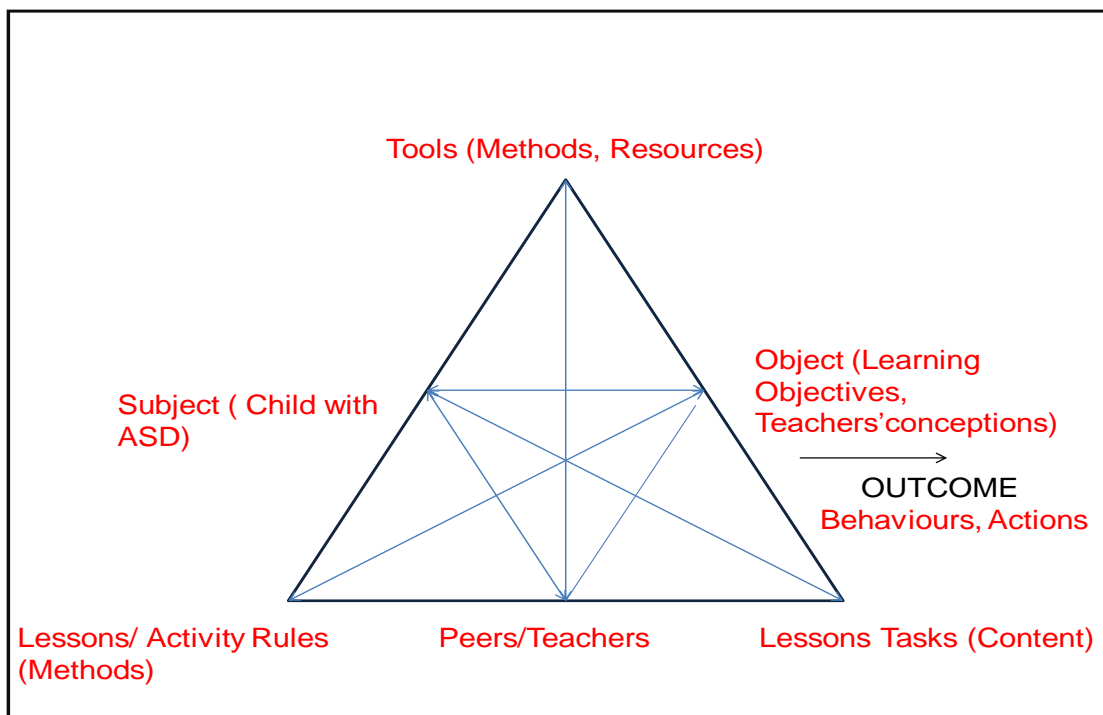 Tools (Methods, Resources)
Subject ( Child with
ASD)
Object (Learning
Objectives,
Teachers'conceptions)
OUTCOME
Behaviours, Actions
Lessons/ Activity Rules
(Methods)
Peers/Teachers
Lessons Tasks (Content)